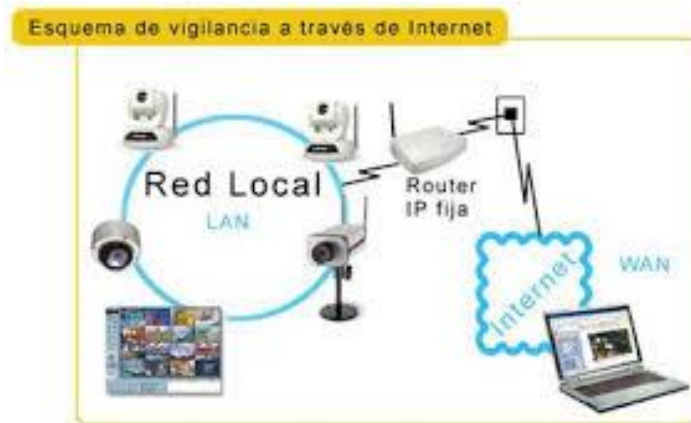 Esquema de vigilancia a través de Internet
Red Local
LAN
Router
IP fija
Internet
WAN